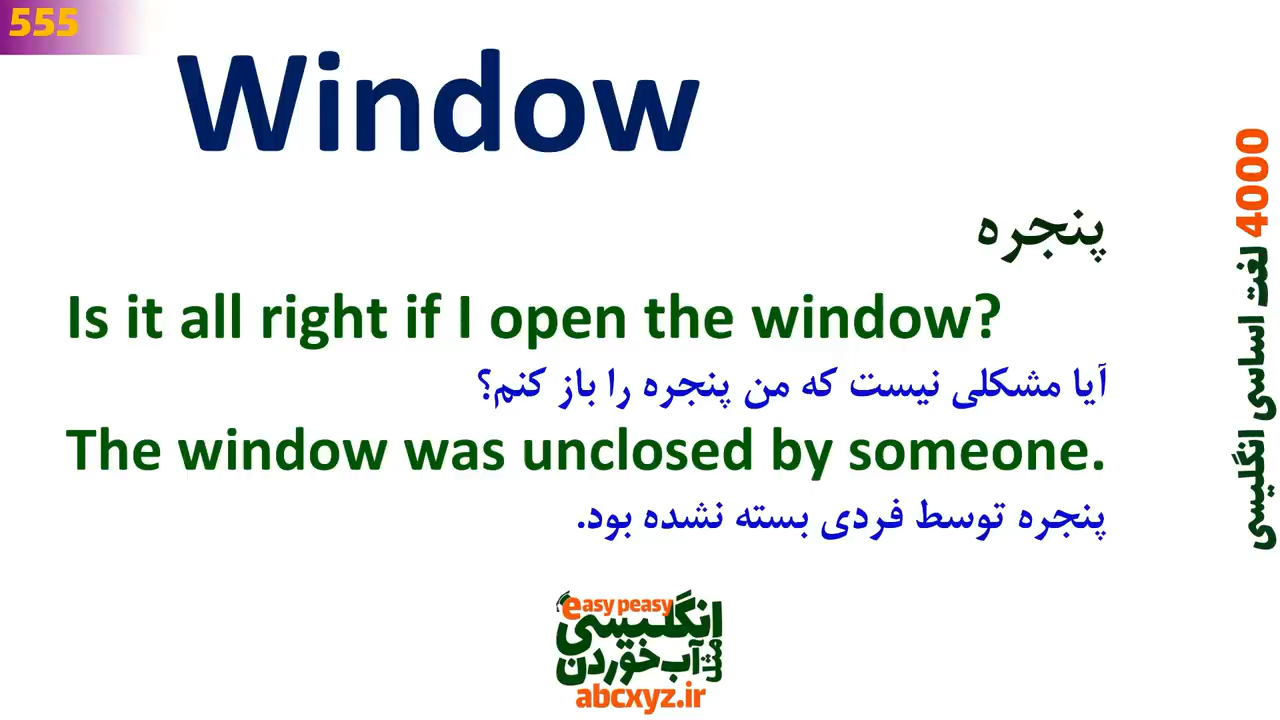 555
Window
پنجره
Is it all right if I open the window?
آیا مشکلی نیست که من پنجره را باز کنم؟
The window was unclosed by someone.
پنجره توسط فردی بسته نشده بود.
4000 لغت اساسی انگلیسی
easy peasy
انگلیسی
مثل آب خوردن
abcxyz.ir